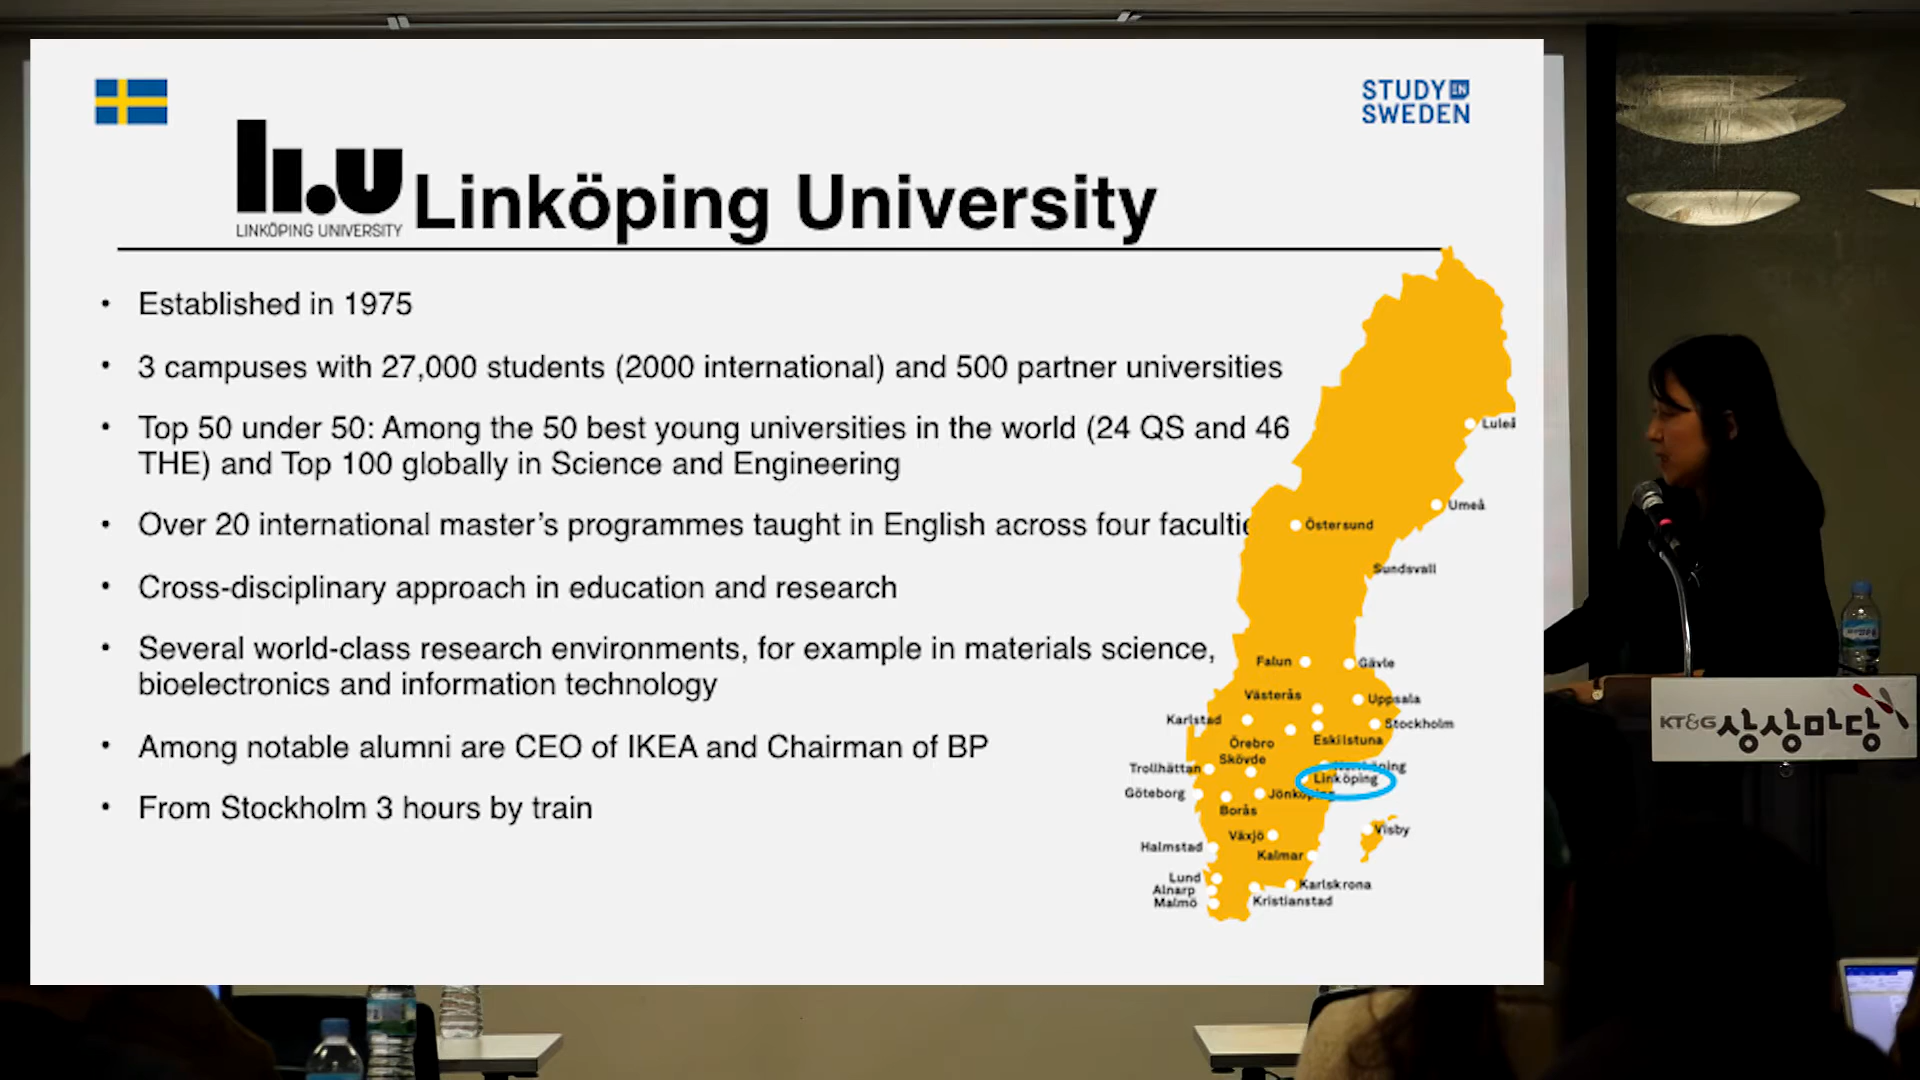 STUDY IN
SWEDEN
LiU
LINKÖPING UNIVERSITY
Linköping University
• Established in 1975
• 3 campuses with 27,000 students (2000 international) and 500 partner universities
• Top 50 under 50: Among the 50 best young universities in the world (24 QS and 46
THE) and Top 100 globally in Science and Engineering
• Over 20 international master’s programmes taught in English across four faculti
• Cross-disciplinary approach in education and research
• Several world-class research environments, for example in materials science,
bioelectronics and information technology
• Among notable alumni are CEO of IKEA and Chairman of BP
• From Stockholm 3 hours by train
Luleå
Umeå
Östersund
Sundsvall
Falun
Gävle
Västerås
Uppsala
Karlstad
Stockholm
Örebro
Eskilstuna
Skövde
Norrköping
Trollhättan
Linköping
Göteborg
Jönköping
Borås
Visby
Växjö
Halmstad
Kalmar
Lund
Karlskrona
Alnarp
Kristianstad
Malmö
KT&G 상상마당